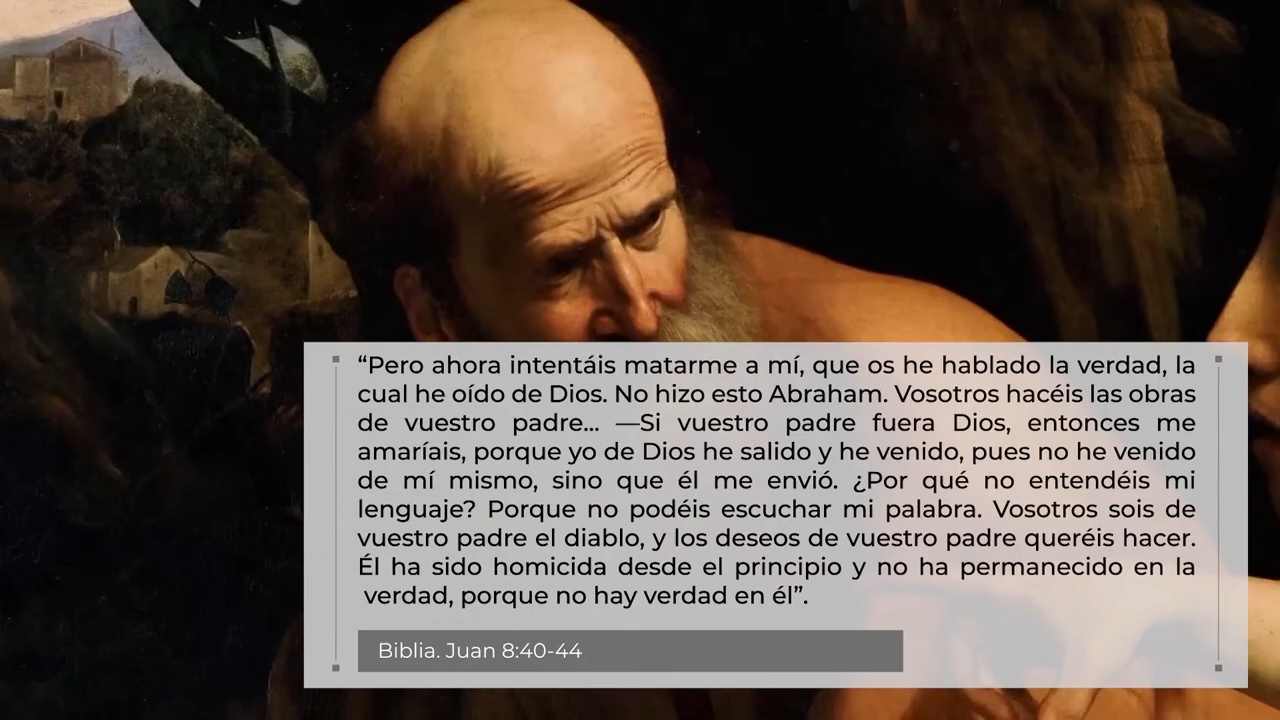 “Pero ahora intentáis matarme a mí, que os he hablado la verdad, la
cual he oído de Dios. No hizo esto Abraham. Vosotros hacéis las obras
de vuestro padre... —Si vuestro padre fuera Dios, entonces me
amaríais, porque yo de Dios he salido y he venido, pues no he venido
de mí mismo, sino que él me envió. ¿Por qué no entendéis mi
lenguaje? Porque no podéis escuchar mi palabra. Vosotros sois de
vuestro padre el diablo, y los deseos de vuestro padre queréis hacer.
Él ha sido homicida desde el principio y no ha permanecido en la
verdad, porque no hay verdad en él”.
Biblia. Juan 8:40-44